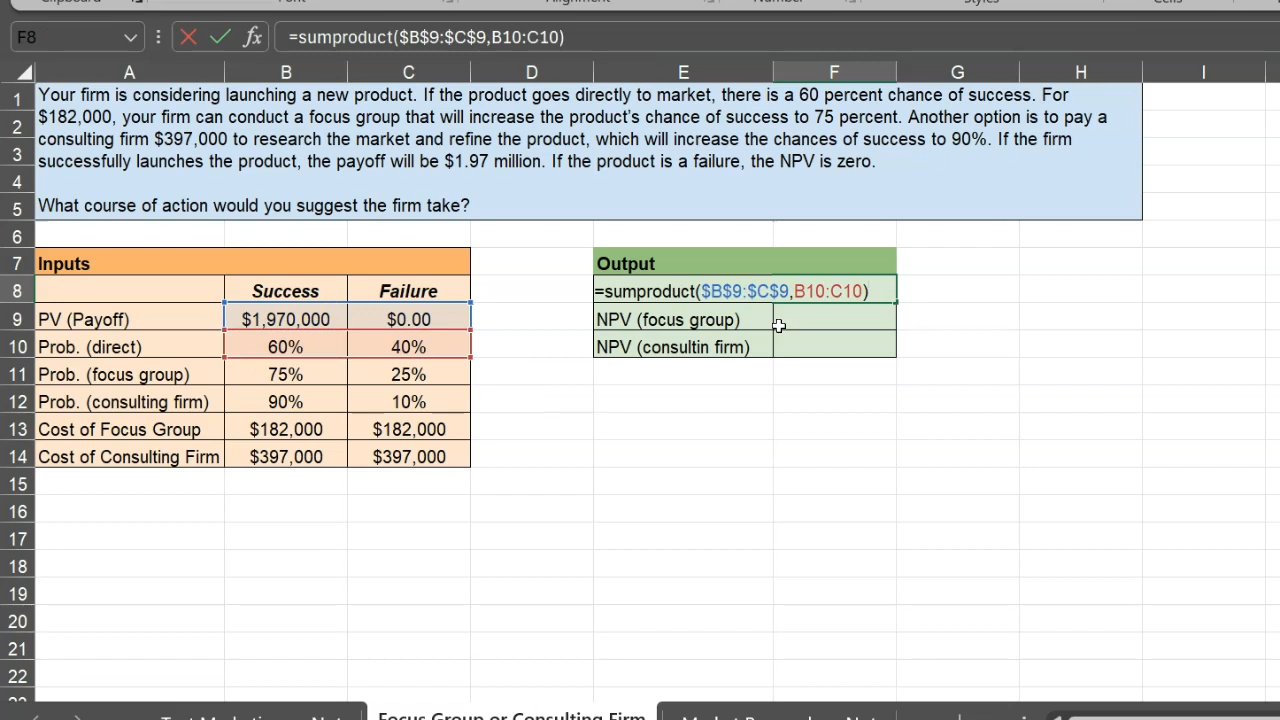 F8 =sumproduct($B$9:$C$9,B10:C10)
A B C D E F G H I
1 Your firm is considering launching a new product. If the product goes directly to market, there is a 60 percent chance of success. For
2 $182,000, your firm can conduct a focus group that will increase the product's chance of success to 75 percent. Another option is to pay a
consulting firm $397,000 to research the market and refine the product, which will increase the chances of success to 90%. If the firm
3 successfully launches the product, the payoff will be $1.97 million. If the product is a failure, the NPV is zero.
4
5 What course of action would you suggest the firm take?
6
7 Inputs Output
8 Success Failure =sumproduct($B$9:$C$9,B10:C10)
9 PV (Payoff) $1,970,000 $0.00 NPV (focus group)
10 Prob. (direct) 60% 40% NPV (consultin firm)
11 Prob. (focus group) 75% 25%
12 Prob. (consulting firm) 90% 10%
13 Cost of Focus Group $182,000 $182,000
14 Cost of Consulting Firm $397,000 $397,000
15
16
17
18
19
20
21
22
Focus Group or Consulting Firm